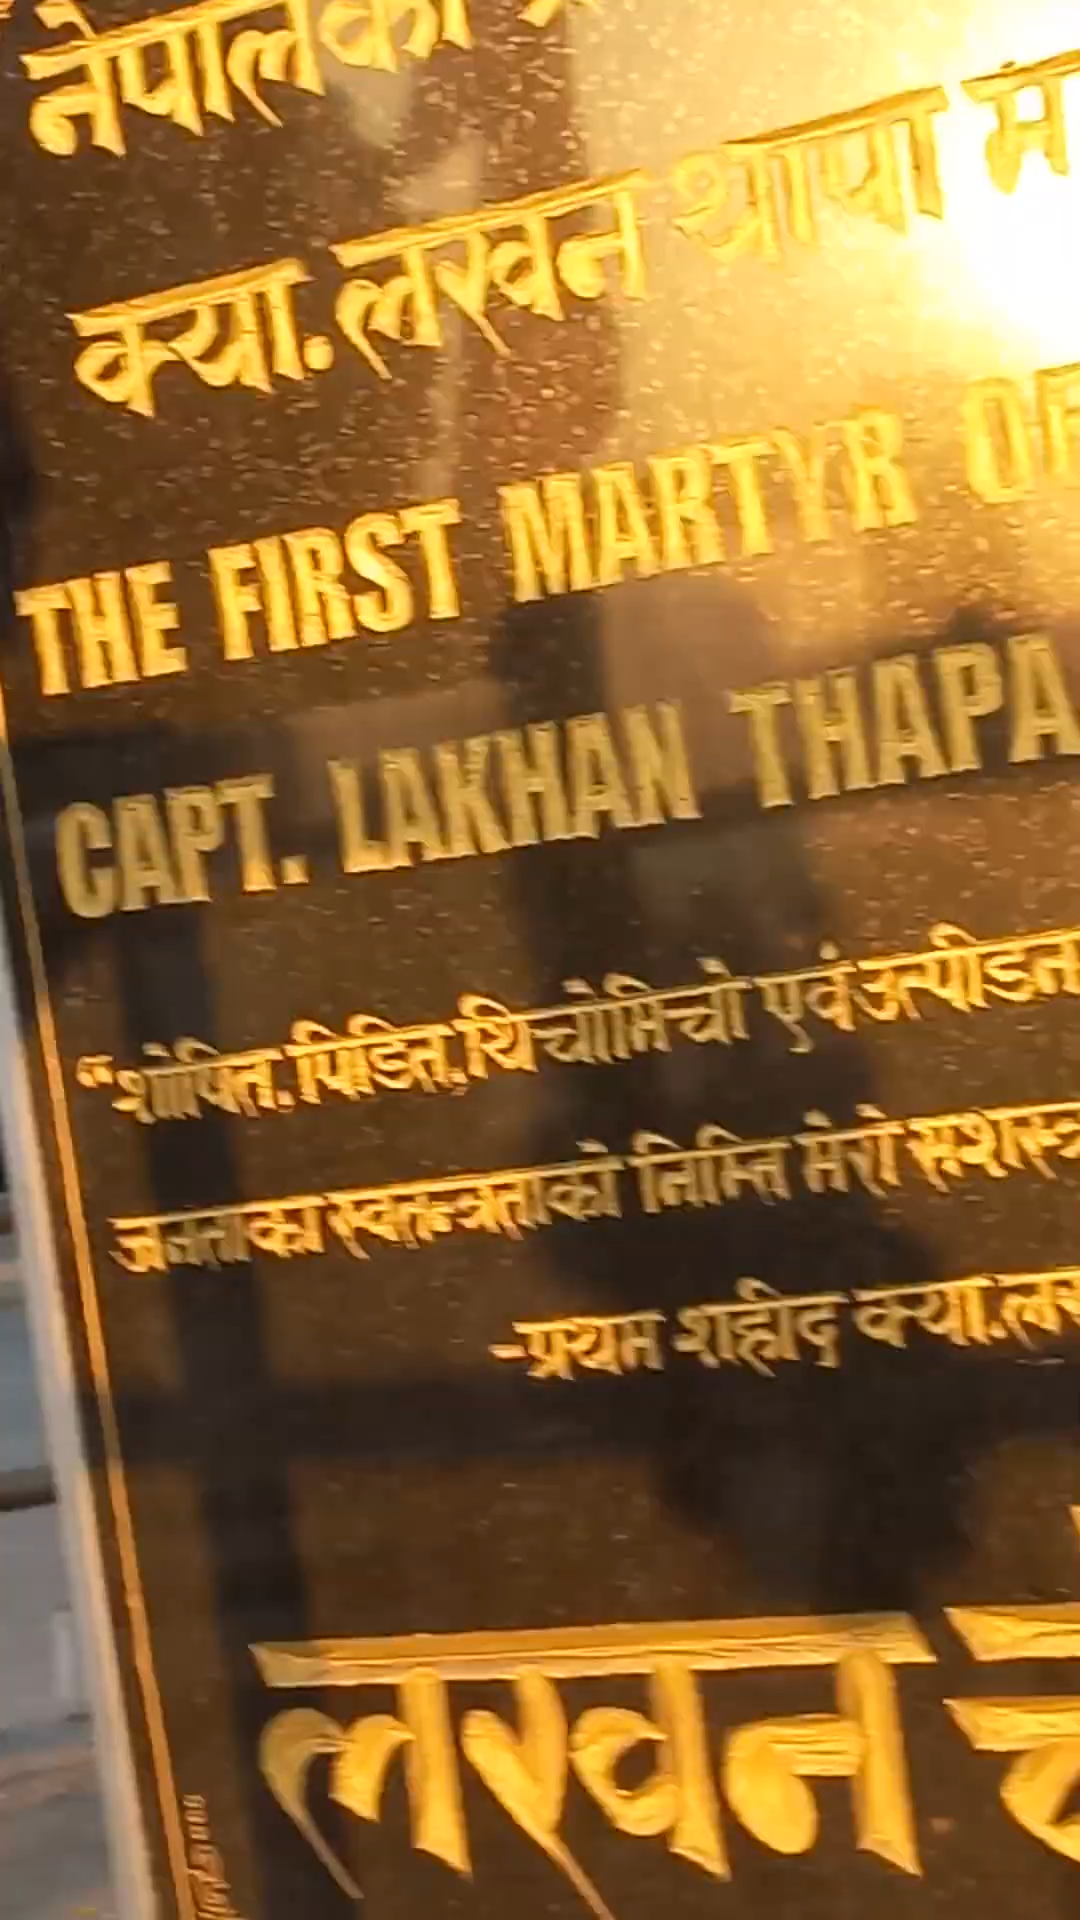 नेपालका
क्या. लखन थापा
THE FIRST MARTYR OF
CAPT. LAKHAN THAPA
“शोषित, पिडित, थिचोमिचो एवं उत्पीडन
जनताका स्वतन्त्रताको निम्ति मेरो सशस्त्र
-प्रथम शहीद क्या.
लखन